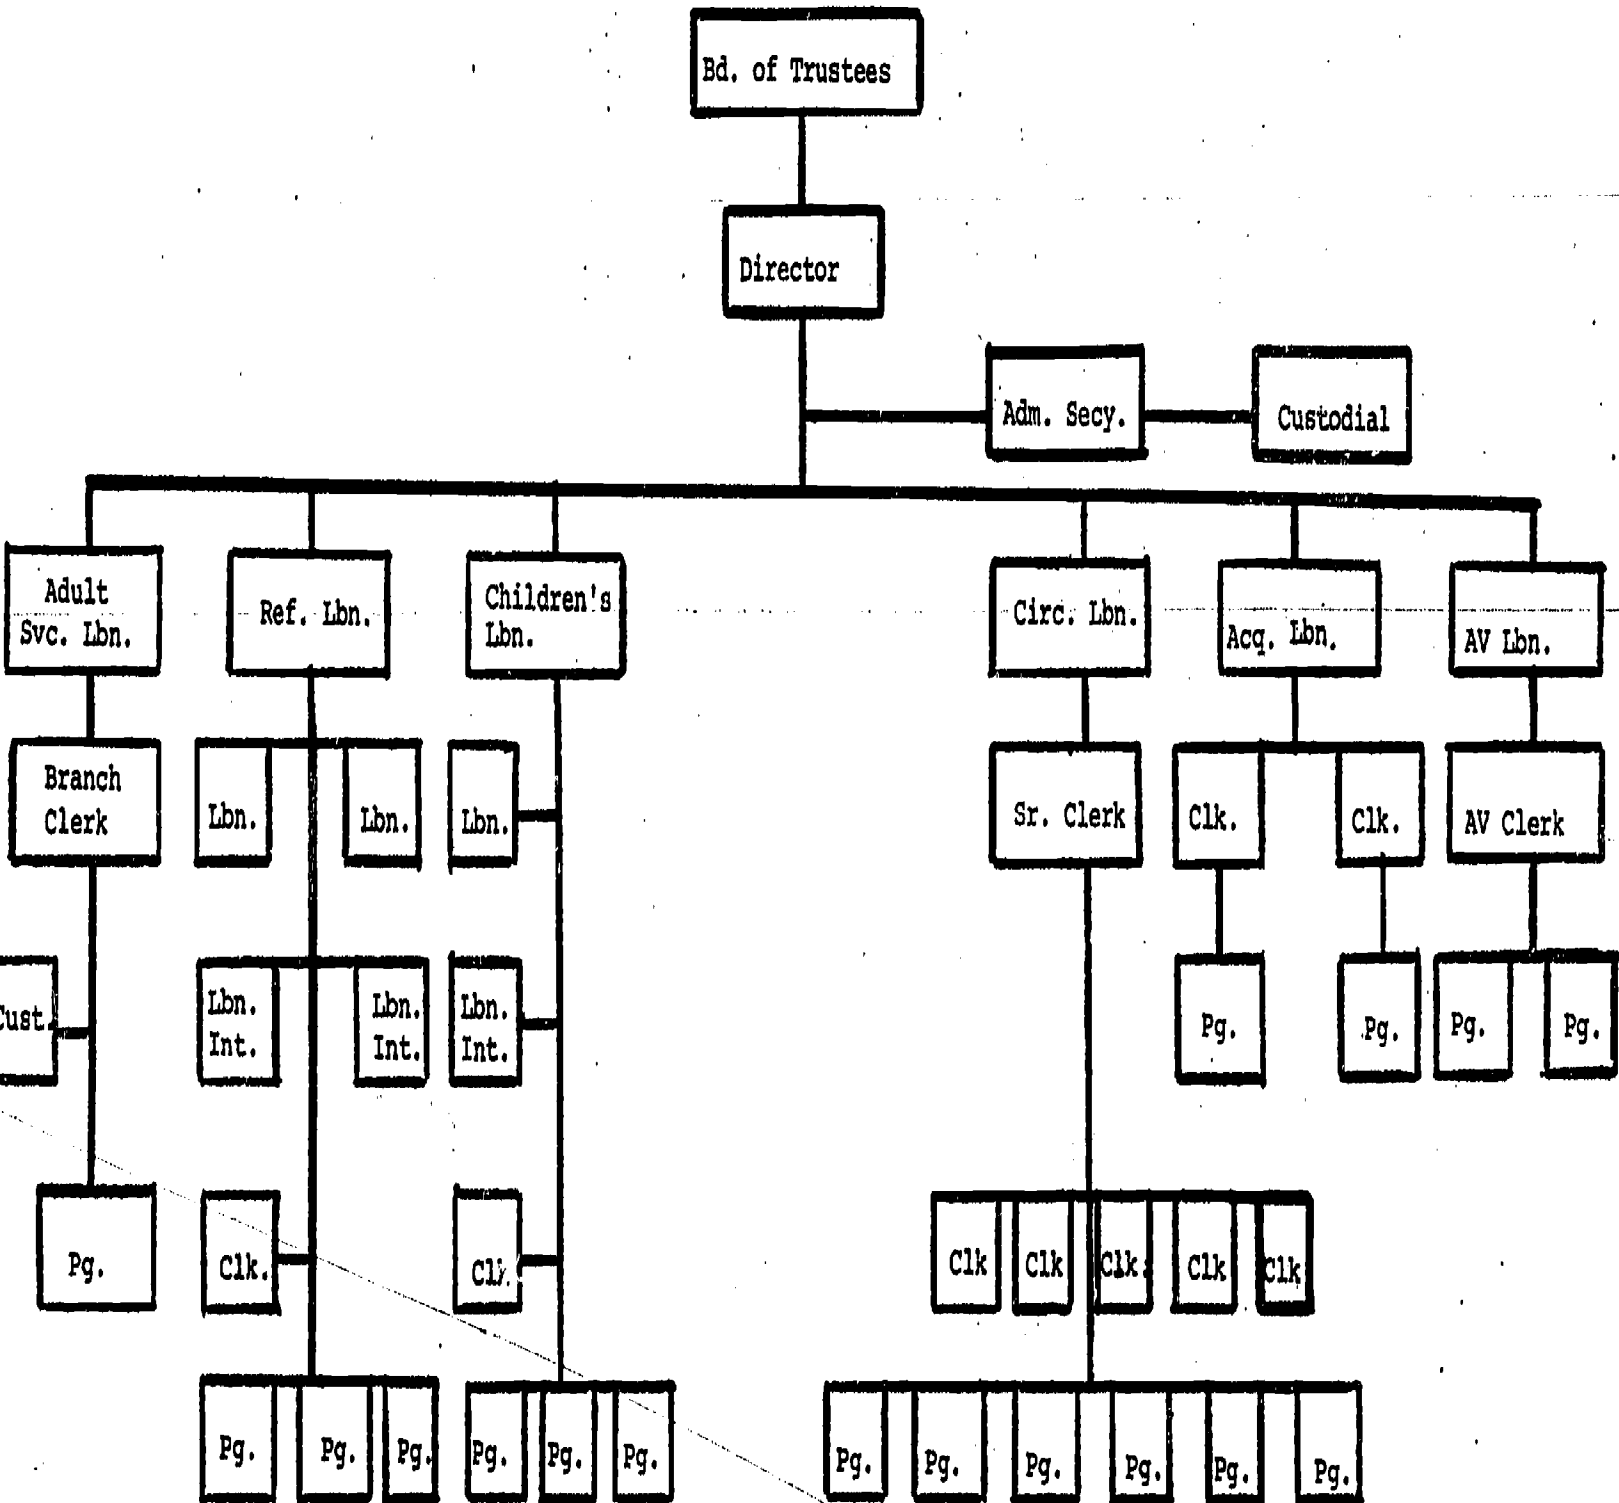 Bd. of Trustees
Director
Adm. Secy.
Custodial
Adult
Svc. Lbn.
Ref. Lbn.
Children's
Lbn.
Circ. Lbn.
Acq. Lbn.
AV Lbn.
Branch
Clerk
Lbn.
Lbn.
Lbn.
Sr. Clerk
Clk.
Clk.
AV Clerk
Cust.
Lbn.
Int.
Lbn.
Int.
Lbn.
Int.
Pg.
Pg.
Pg.
Pg.
Pg.
Clk.
Clk.
Clk
Clk
Clk.
Clk
Clk
Pg.
Pg.
Pg.
Pg.
Pg.
Pg.
Pg.
Pg.
Pg.
Pg.
Pg.
Pg.